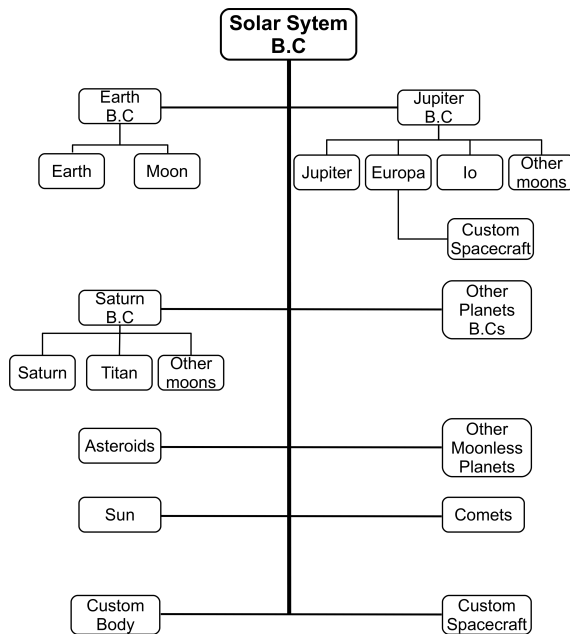 Solar Sytem
B.C
Earth
B.C
Jupiter
B.C
Earth
Moon
Jupiter
Europa
Io
Other
moons
Custom
Spacecraft
Saturn
B.C
Other
Planets
B.Cs
Saturn
Titan
Other
moons
Asteroids
Other
Moonless
Planets
Sun
Comets
Custom
Body
Custom
Spacecraft